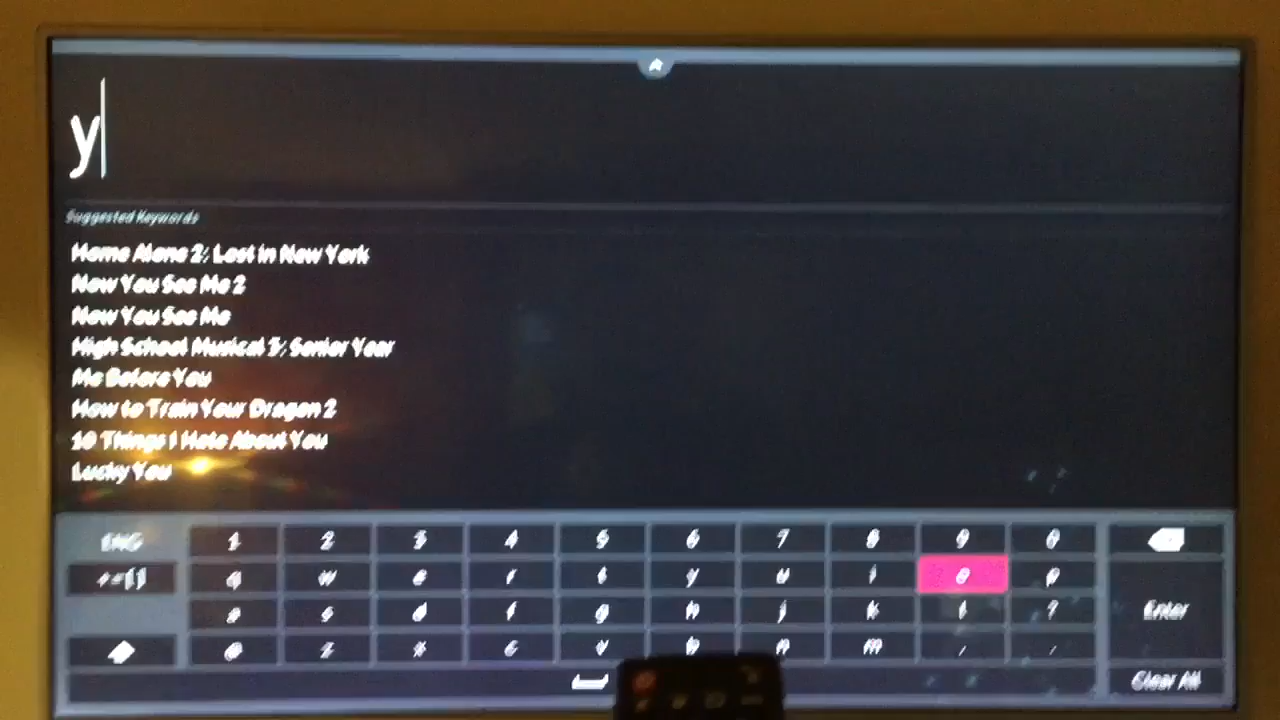 y
Suggested Keywords
Home Alone 2: Lost in New York
Now You See Me 2
Now You See Me
High School Musical 3: Senior Year
Me Before You
How to Train Your Dragon 2
10 Things I Hate About You
Lucky You
ENG 1 2 3 4 5 6 7 8 9 0
q w e r t y u i o p
a s d f g h j k l ? Enter
@ z x c v b n m , .
Clear All